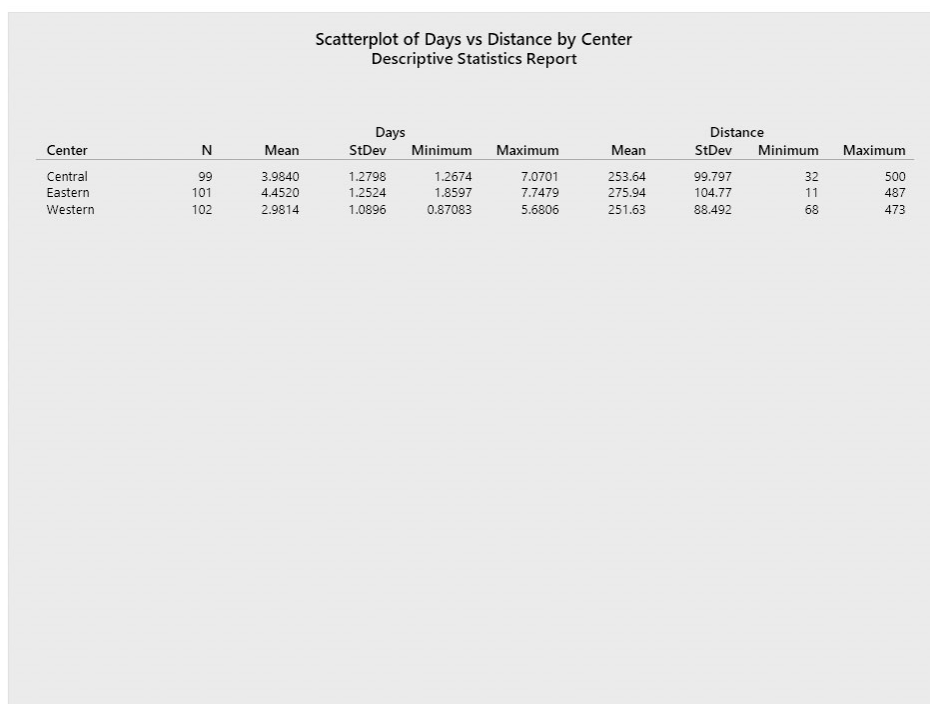 Scatterplot of Days vs Distance by Center
Descriptive Statistics Report
Days Distance
Center N Mean StDev Minimum Maximum Mean StDev Minimum Maximum
Central 99 3.9840 1.2798 1.2674 7.0701 253.64 99.797 32 500
Eastern 101 4.4520 1.2524 1.8597 7.7479 275.94 104.77 11 487
Western 102 2.9814 1.0896 0.87083 5.6806 251.63 88.492 68 473